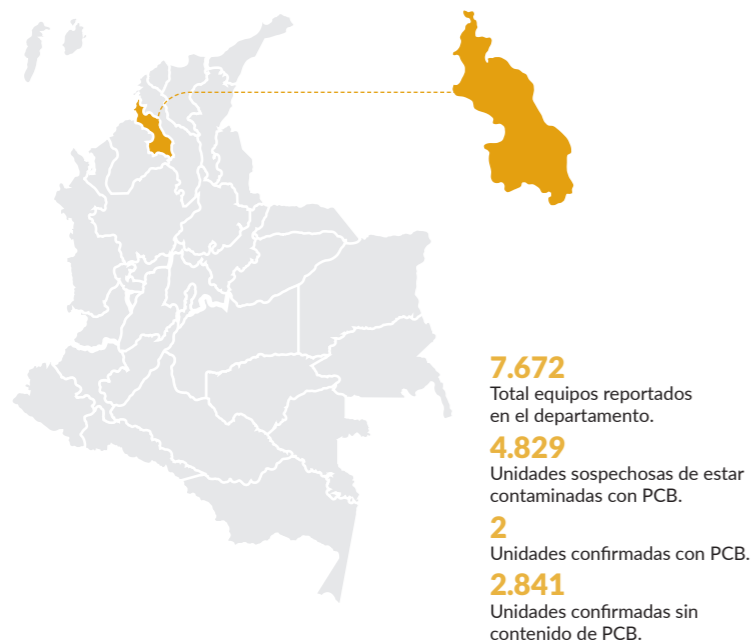 7.672
Total equipos reportados
en el departamento.
4.829
Unidades sospechosas de estar
contaminadas con PCB.
2
Unidades confirmadas con PCB.
2.841
Unidades confirmadas sin
contenido de PCB.